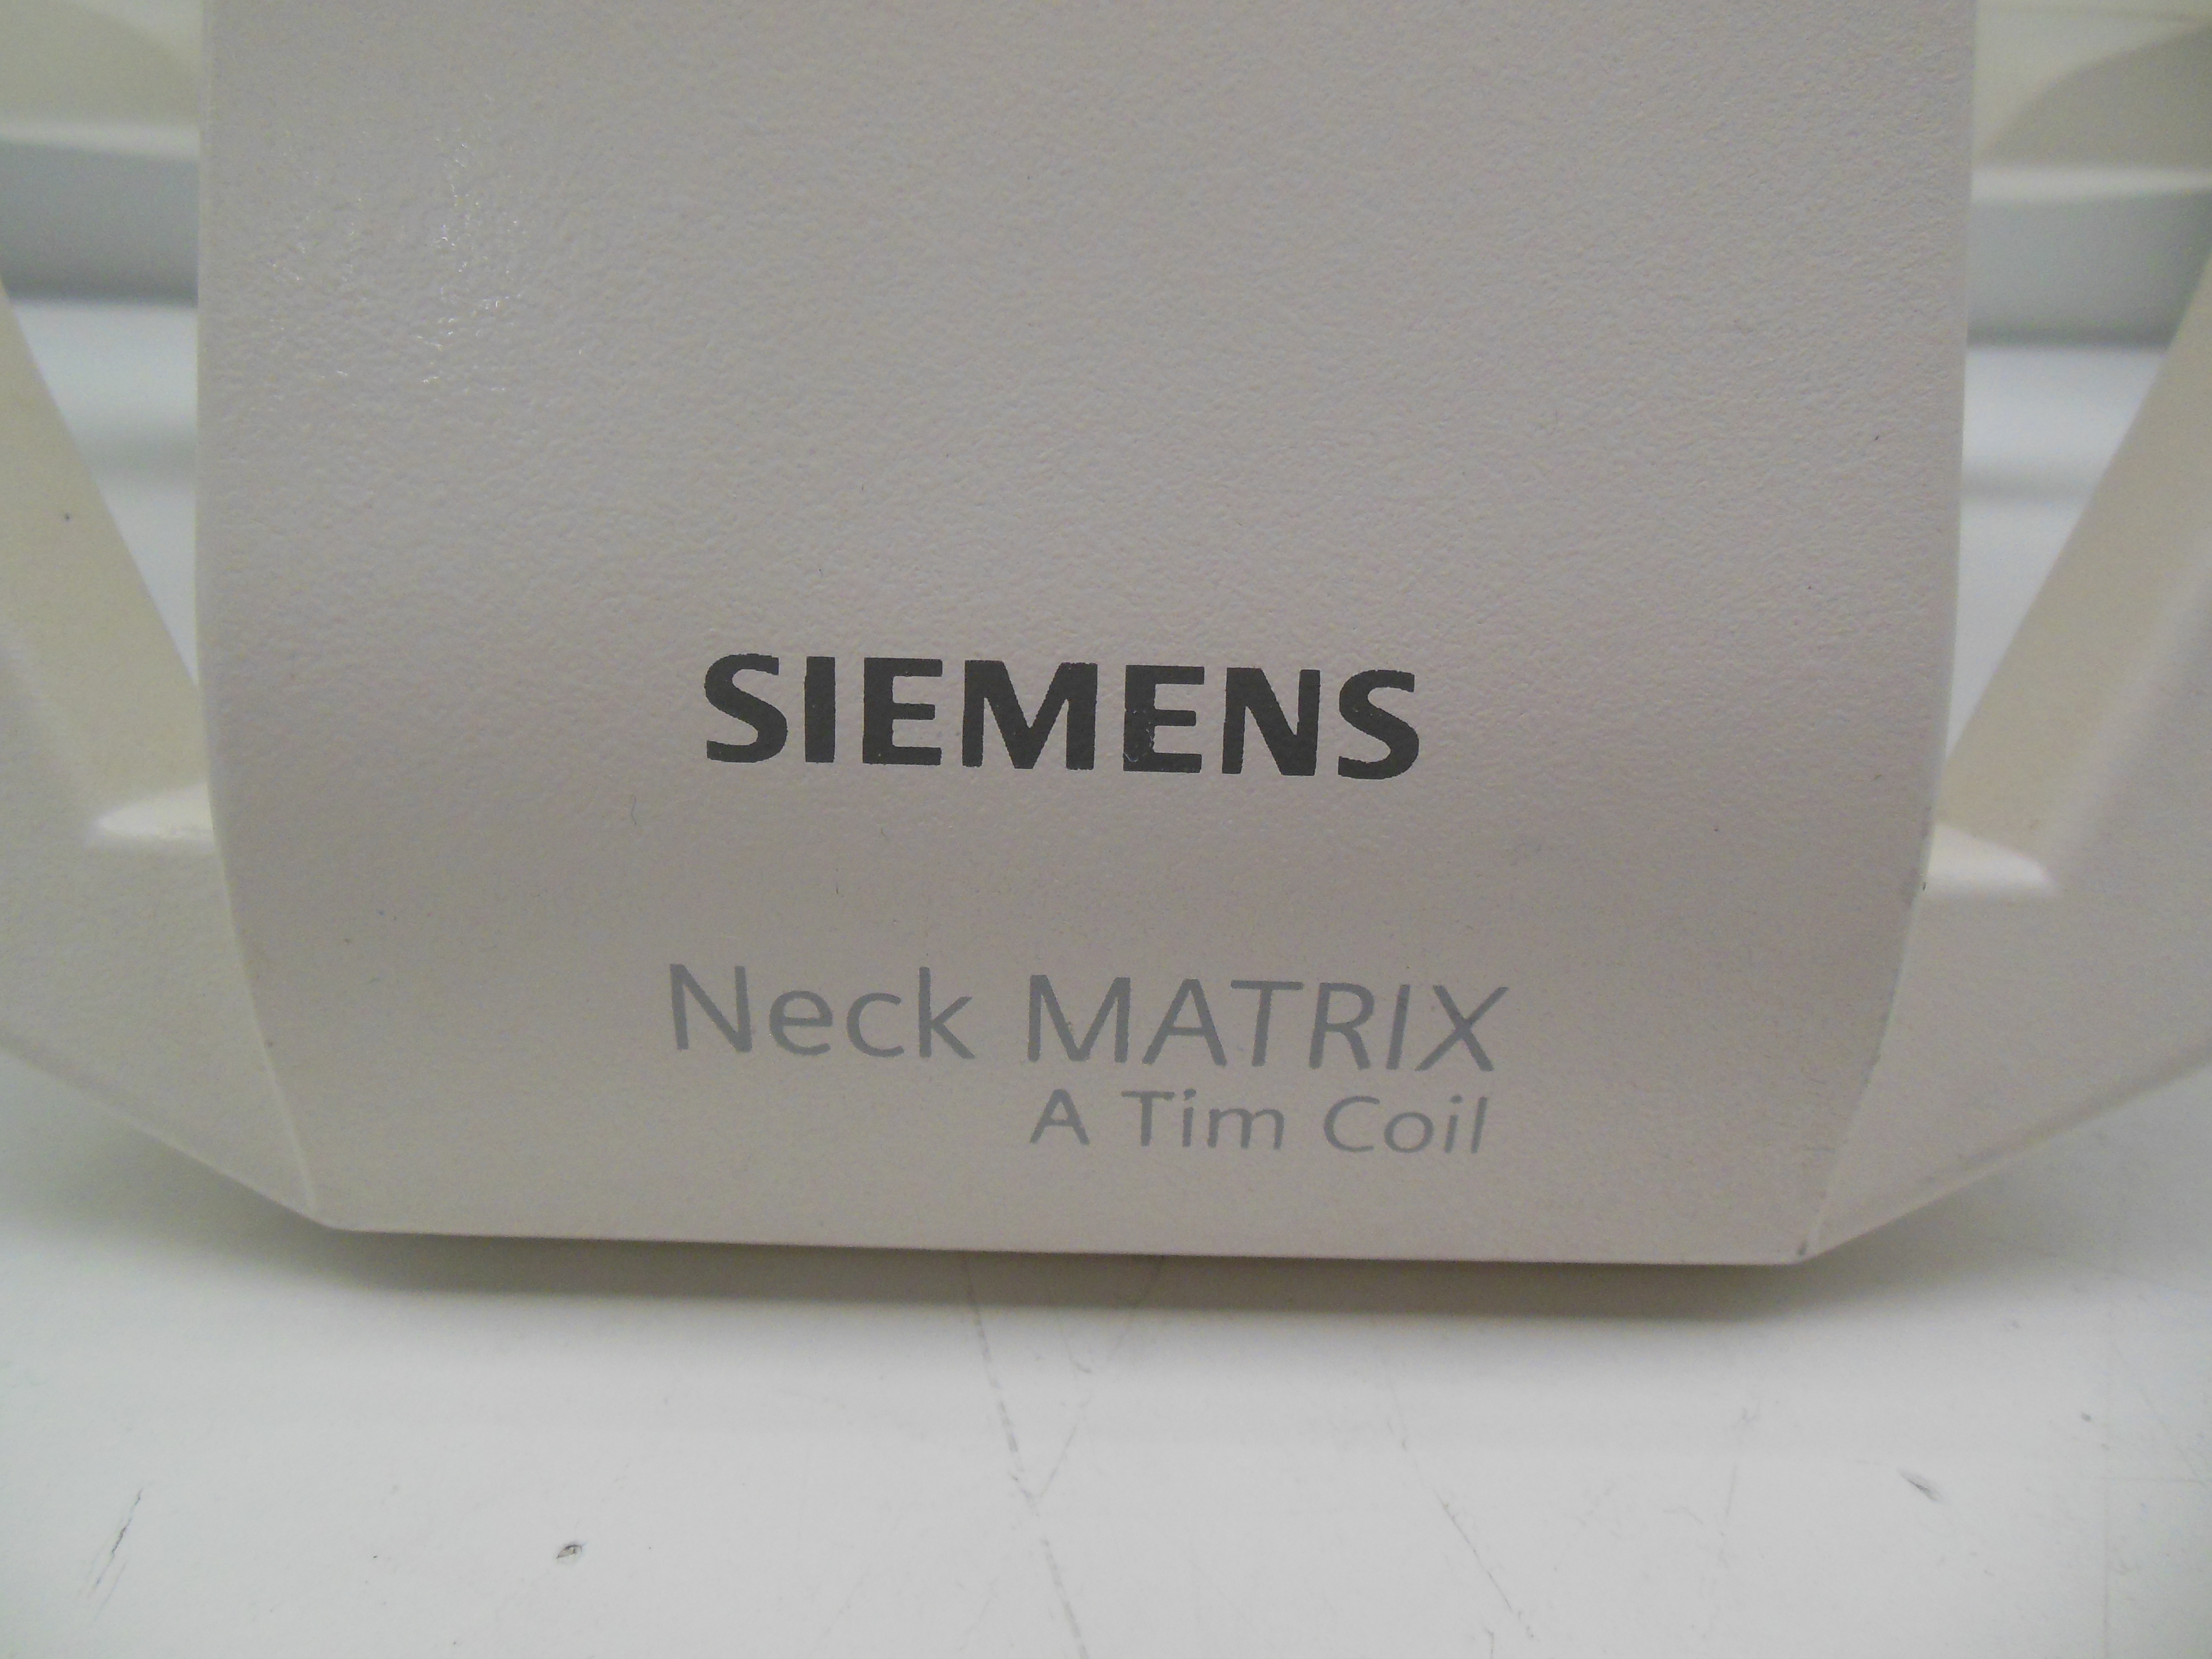 SIEMENS
Neck MATRIX
A Tim Coil